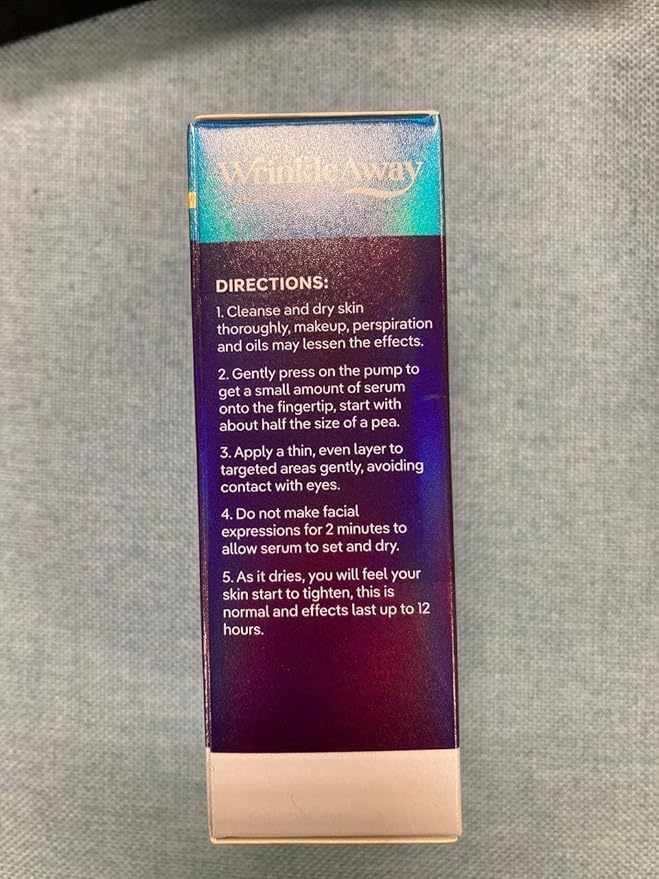 WrinkleAway
DIRECTIONS:
1. Cleanse and dry skin
thoroughly, makeup, perspiration
and oils may lessen the effects.
2. Gently press on the pump to
get a small amount of serum
onto the fingertip, start with
about half the size of a pea.
3. Apply a thin, even layer to
targeted areas gently, avoiding
contact with eyes.
4. Do not make facial
expressions for 2 minutes to
allow serum to set and dry.
5. As it dries, you will feel your
skin start to tighten, this is
normal and effects last up to 12
hours.